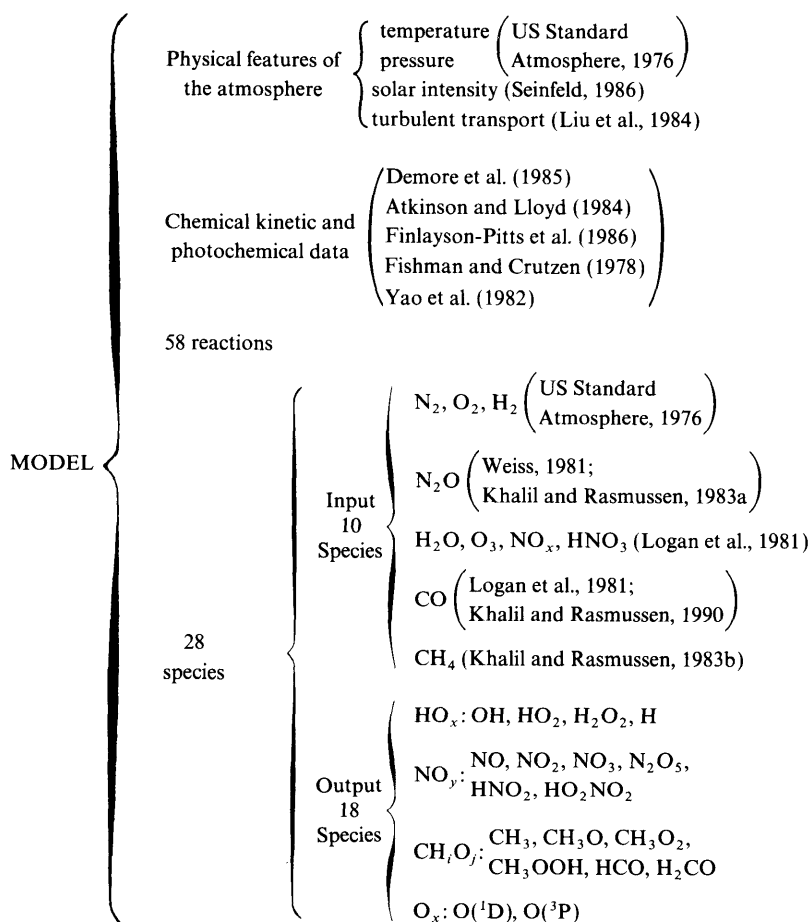 MODEL
Physical features of the atmosphere
temperature (US Standard
pressure Atmosphere, 1976)
solar intensity (Seinfeld, 1986)
turbulent transport (Liu et al., 1984)
Chemical kinetic and photochemical data
Demore et al. (1985)
Atkinson and Lloyd (1984)
Finlayson-Pitts et al. (1986)
Fishman and Crutzen (1978)
Yao et al. (1982)
58 reactions
28
species
Input
10
Species
N₂, O₂, H₂ (US Standard
Atmosphere, 1976)
N₂O (Weiss, 1981;
Khalil and Rasmussen, 1983a)
H₂O, O₃, NOₓ, HNO₃ (Logan et al., 1981)
CO (Logan et al., 1981;
Khalil and Rasmussen, 1990)
CH₄ (Khalil and Rasmussen, 1983b)
Output
18
Species
HOₓ: OH, HO₂, H₂O₂, H
NO_y: NO, NO₂, NO₃, N₂O₅,
HNO₂, HO₂NO₂
CHᵢOⱼ: CH₃, CH₃O, CH₃O₂,
CH₃OOH, HCO, H₂CO
Oₓ: O(¹D), O(³P)